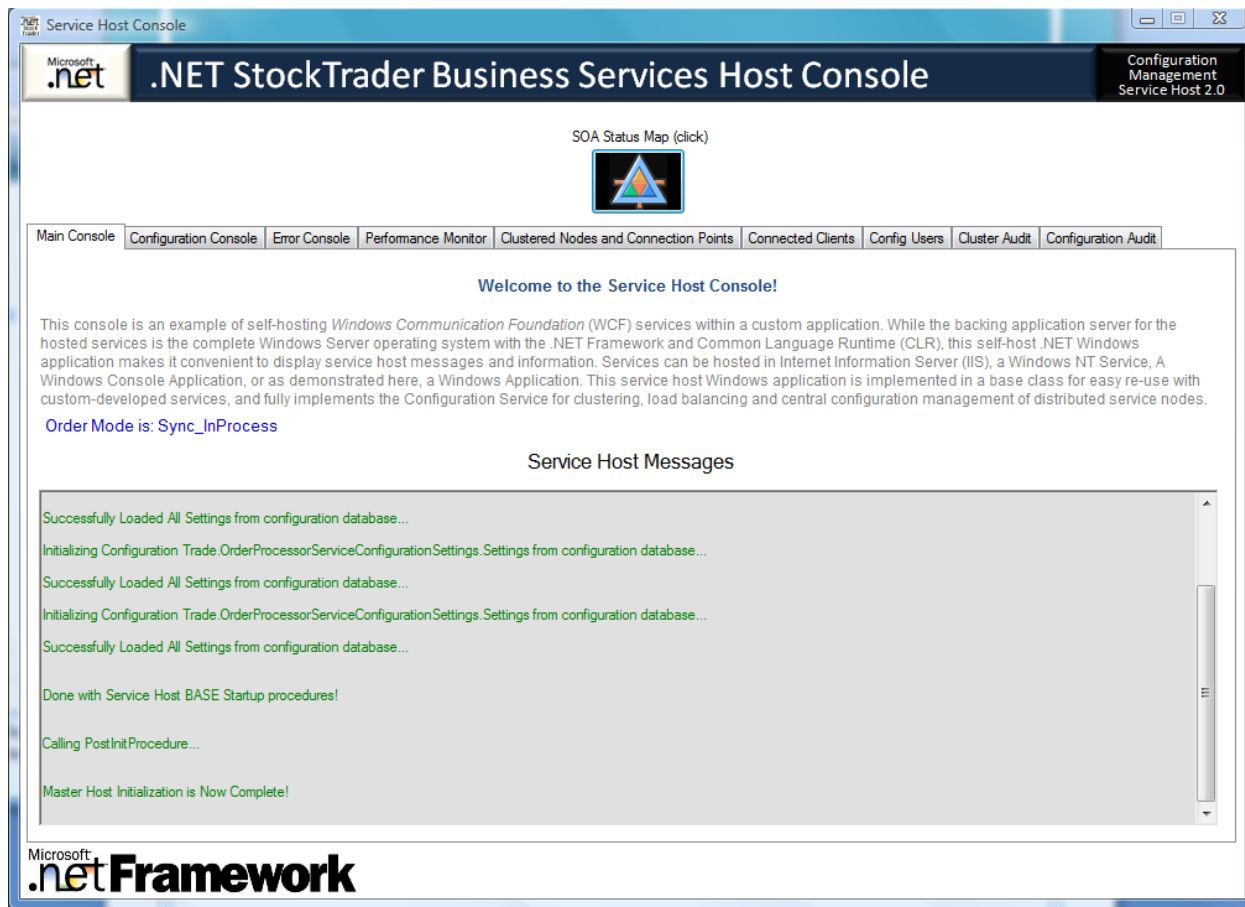 Service Host Console
Microsoft
.net
.NET StockTrader Business Services Host Console
Configuration
Management
Service Host 2.0
SOA Status Map (click)
Main Console Configuration Console Error Console Performance Monitor Clustered Nodes and Connection Points Connected Clients Config Users Cluster Audit Configuration Audit
Welcome to the Service Host Console!
This console is an example of self-hosting Windows Communication Foundation (WCF) services within a custom application. While the backing application server for the
hosted services is the complete Windows Server operating system with the .NET Framework and Common Language Runtime (CLR), this self-host .NET Windows
application makes it convenient to display service host messages and information. Services can be hosted in Internet Information Server (IIS), a Windows NT Service, A
Windows Console Application, or as demonstrated here, a Windows Application. This service host Windows application is implemented in a base class for easy re-use with
custom-developed services, and fully implements the Configuration Service for clustering, load balancing and central configuration management of distributed service nodes.
Order Mode is: Sync_InProcess
Service Host Messages
Successfully Loaded All Settings from configuration database...
Initializing Configuration Trade.OrderProcessorServiceConfigurationSettings.Settings from configuration database...
Successfully Loaded All Settings from configuration database...
Initializing Configuration Trade.OrderProcessorServiceConfigurationSettings.Settings from configuration database...
Successfully Loaded All Settings from configuration database...
Done with Service Host BASE Startup procedures!
Calling PostInitProcedure...
Master Host Initialization is Now Complete!
Microsoft
.net Framework